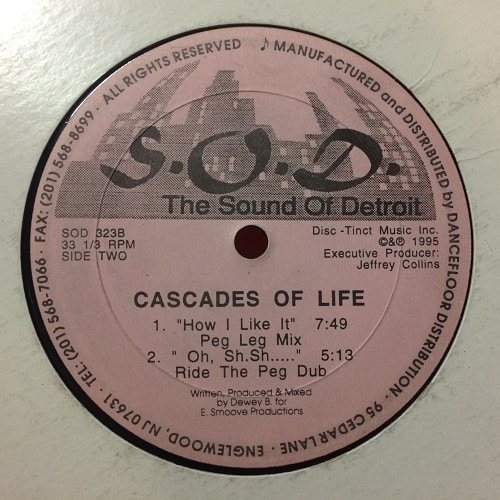 ♪ MANUFACTURED and DISTRIBUTED by DANCEFLOOR DISTRIBUTION · 95 CEDAR LANE · ENGLEWOOD, NJ 07631 · TEL: (201) 568-7066 · FAX: (201) 568-8699 · ALL RIGHTS RESERVED
S.O.D.
The Sound Of Detroit
SOD 323B
33 1/3 RPM
SIDE TWO
Disc -Tinct Music Inc.
©&℗ 1995
Executive Producer:
Jeffrey Collins
CASCADES OF LIFE
1. "How I Like It" 7:49
Peg Leg Mix
2. " Oh, Sh.Sh....." 5:13
Ride The Peg Dub
Written, Produced & Mixed
by Dewey B. for
E. Smoove Productions